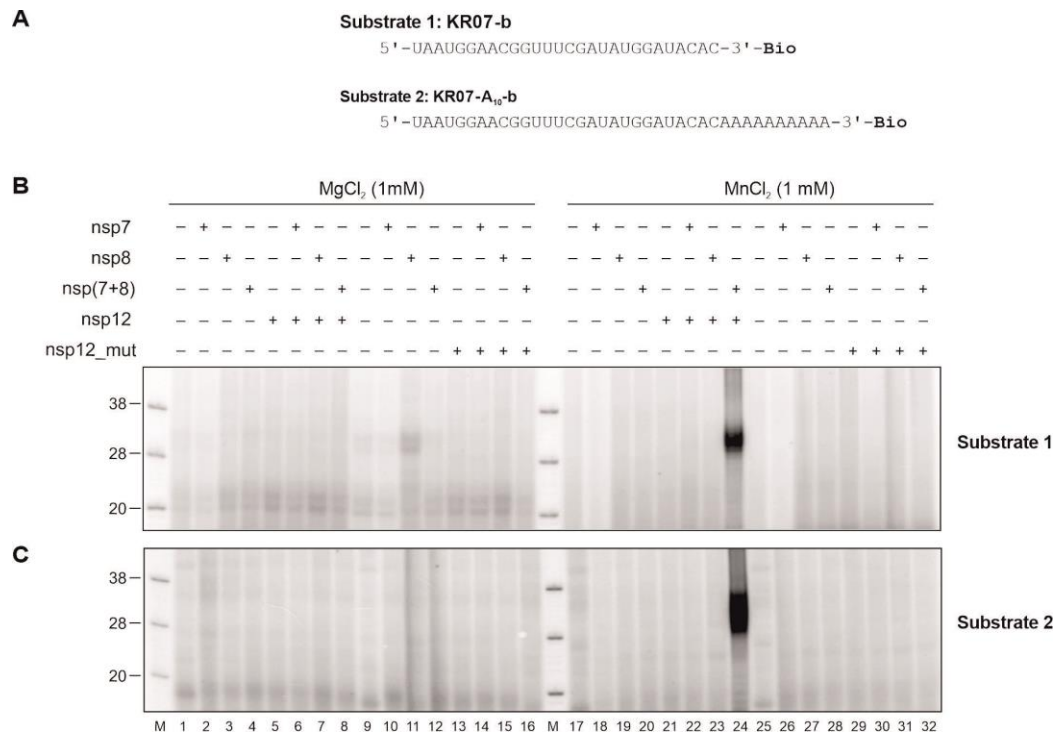 A
Substrate 1: KR07-b
5'-UAAUGGAACGGUUUCGAUAUGGAUACAC-3'-Bio
Substrate 2: KR07-A₁₀-b
5'-UAAUGGAACGGUUUCGAUAUGGAUACACAAAAAAAAAA-3'-Bio
B
MgCl₂ (1mM) MnCl₂ (1 mM)
nsp7 – + – – – + – – – + – – – + – – – + – – – + – – – + – – – + – –
nsp8 – – + – – – + – – – + – – – + – – – + – – – + – – – + – – – + –
nsp(7+8) – – – + – – – + – – – + – – – + – – – + – – – + – – – + – – – +
nsp12 – – – – + + + + – – – – – – – – – – – – + + + + – – – – – – – –
nsp12_mut – – – – – – – – – – – – + + + + – – – – – – – – – – – – + + + +
38
28
20
Substrate 1
C
38
28
20
Substrate 2
M 1 2 3 4 5 6 7 8 9 10 11 12 13 14 15 16 M 17 18 19 20 21 22 23 24 25 26 27 28 29 30 31 32